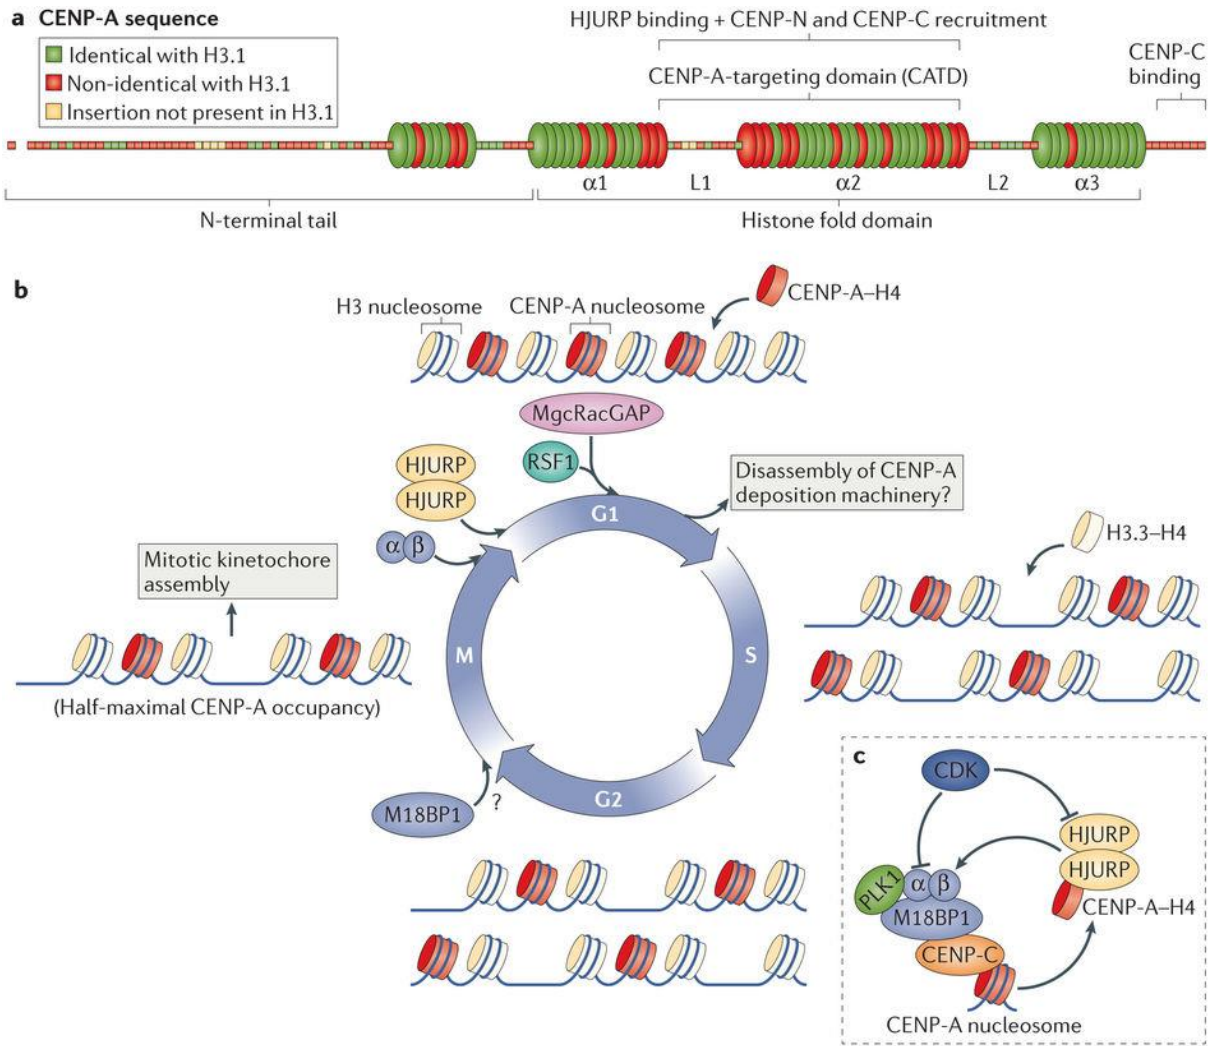 a CENP-A sequence
Identical with H3.1
Non-identical with H3.1
Insertion not present in H3.1
HJURP binding + CENP-N and CENP-C recruitment
CENP-A-targeting domain (CATD)
CENP-C
binding
α1 L1 α2 L2 α3
N-terminal tail
Histone fold domain
b
H3 nucleosome
CENP-A nucleosome
CENP-A–H4
MgcRacGAP
RSF1
HJURP
HJURP
α β
G1
Disassembly of CENP-A
deposition machinery?
Mitotic kinetochore
assembly
H3.3–H4
M
S
(Half-maximal CENP-A occupancy)
G2
M18BP1
?
c
CDK
HJURP
HJURP
PLK1
α β
M18BP1
CENP-A–H4
CENP-C
CENP-A nucleosome